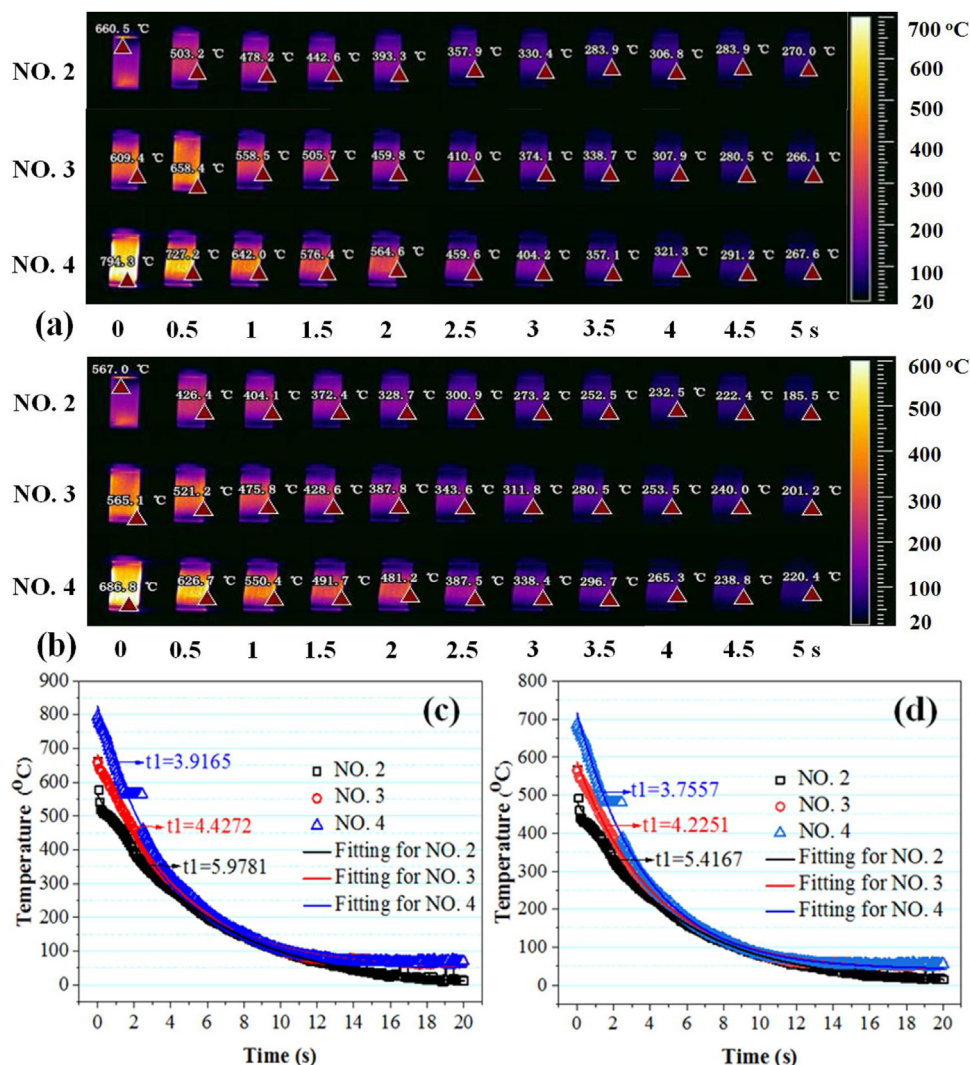 660.5 ℃
503.2 ℃ 478.2 ℃ 442.6 ℃ 393.3 ℃ 357.9 ℃ 330.4 ℃ 283.9 ℃ 306.8 ℃ 283.9 ℃ 270.0 ℃
NO. 2
609.4 ℃ 658.4 ℃ 558.5 ℃ 505.7 ℃ 459.8 ℃ 410.0 ℃ 374.1 ℃ 338.7 ℃ 307.9 ℃ 280.5 ℃ 266.1 ℃
NO. 3
794.3 ℃ 727.2 ℃ 642.0 ℃ 576.4 ℃ 564.6 ℃ 459.6 ℃ 404.2 ℃ 357.1 ℃ 321.3 ℃ 291.2 ℃ 267.6 ℃
NO. 4
700 ºC
600
500
400
300
200
100
20
(a) 0 0.5 1 1.5 2 2.5 3 3.5 4 4.5 5 s
567.0 ℃
426.4 ℃ 404.1 ℃ 372.4 ℃ 328.7 ℃ 300.9 ℃ 273.2 ℃ 252.5 ℃ 232.5 ℃ 222.4 ℃ 185.5 ℃
NO. 2
565.1 ℃ 521.2 ℃ 475.8 ℃ 428.6 ℃ 387.8 ℃ 343.6 ℃ 311.8 ℃ 280.5 ℃ 253.5 ℃ 240.0 ℃ 201.2 ℃
NO. 3
686.8 ℃ 626.7 ℃ 550.4 ℃ 491.7 ℃ 481.2 ℃ 387.5 ℃ 338.4 ℃ 296.7 ℃ 265.3 ℃ 238.8 ℃ 220.4 ℃
NO. 4
600 ºC
500
400
300
200
100
20
(b) 0 0.5 1 1.5 2 2.5 3 3.5 4 4.5 5 s
(c)
900
800
700
600
500
400
300
200
100
0
Temperature (ºC)
t1=3.9165
t1=4.4272
t1=5.9781
NO. 2
NO. 3
NO. 4
Fitting for NO. 2
Fitting for NO. 3
Fitting for NO. 4
0 2 4 6 8 10 12 14 16 18 20
Time (s)
(d)
800
700
600
500
400
300
200
100
0
Temperature (ºC)
t1=3.7557
t1=4.2251
t1=5.4167
NO. 2
NO. 3
NO. 4
Fitting for NO. 2
Fitting for NO. 3
Fitting for NO. 4
0 2 4 6 8 10 12 14 16 18 20
Time (s)